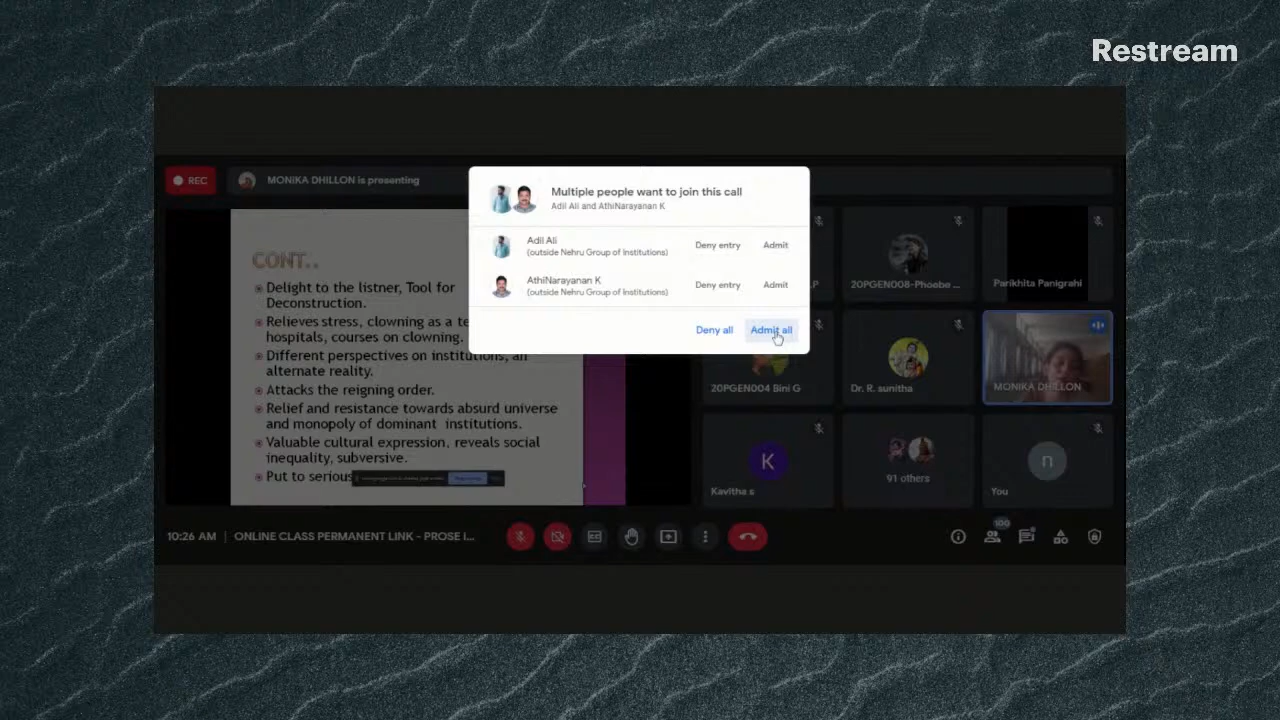 Restream
REC
MONIKA DHILLON is presenting
Multiple people want to join this call
Adil Ali and AthiNarayanan K
Adil Ali
(outside Nehru Group of Institutions)
Deny entry
Admit
AthiNarayanan K
(outside Nehru Group of Institutions)
Deny entry
Admit
Deny all
Admit all
CONT..
Delight to the listner, Tool for
Deconstruction.
Relieves stress, clowning as a
hospitals, courses on clowning.
Different perspectives on institutions,
alternate reality.
Attacks the reigning order.
Relief and resistance towards absurd universe
and monopoly of dominant institutions.
Valuable cultural expression, reveals social
inequality, subversive.
Put to serious
20PGEN008-Phoebe ...
Parikhita Panigrahi
20PGEN004 Bini G
Dr. R. sunitha
MONIKA DHILLON
K
Kavitha s
91 others
n
You
10:26 AM | ONLINE CLASS PERMANENT LINK - PROSE I...
100